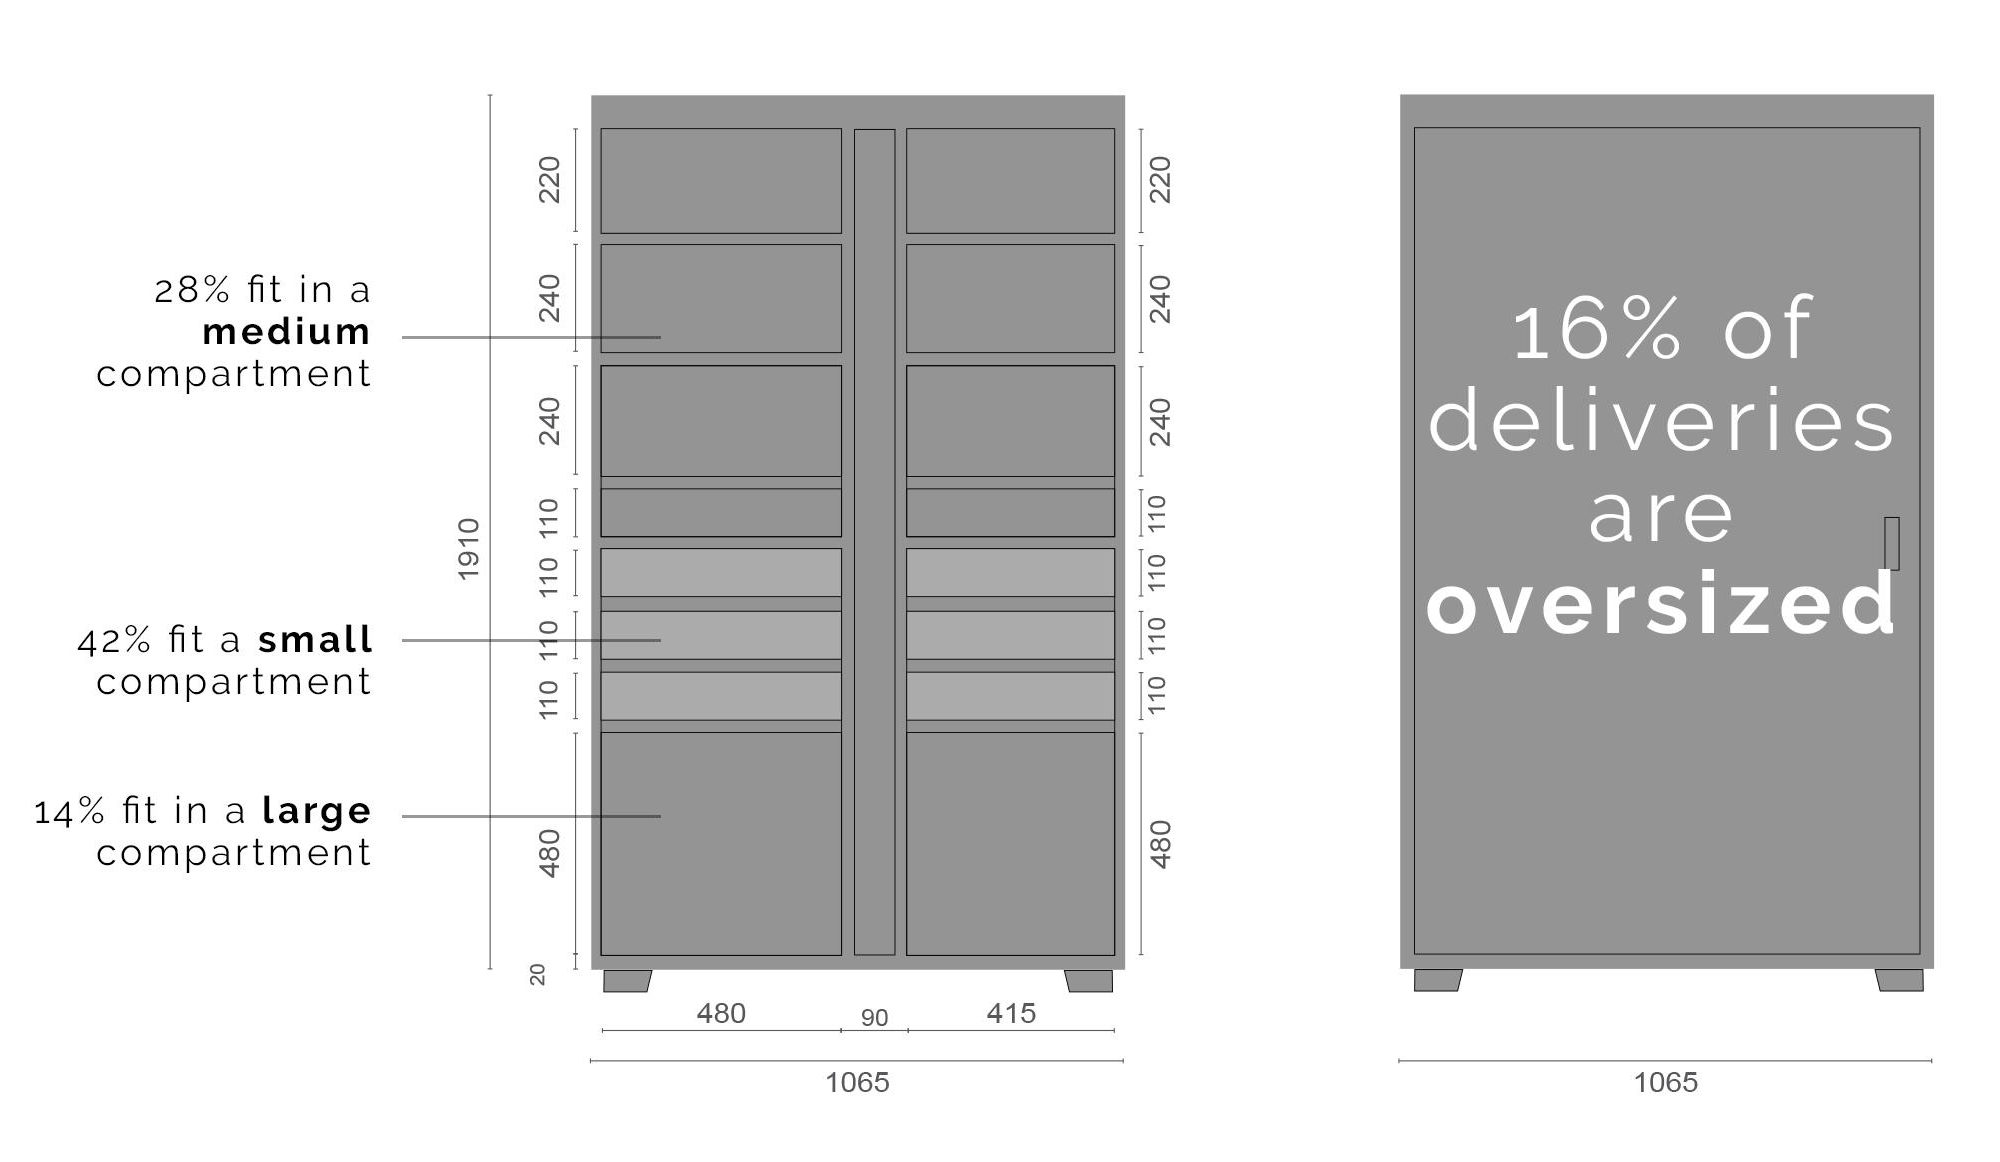 28% fit in a
medium
compartment
42% fit a small
compartment
14% fit in a large
compartment
1910
220
240
240
110
110
110
110
480
20
220
240
240
110
110
110
110
480
480
90
415
1065
16% of
deliveries
are
oversized
1065